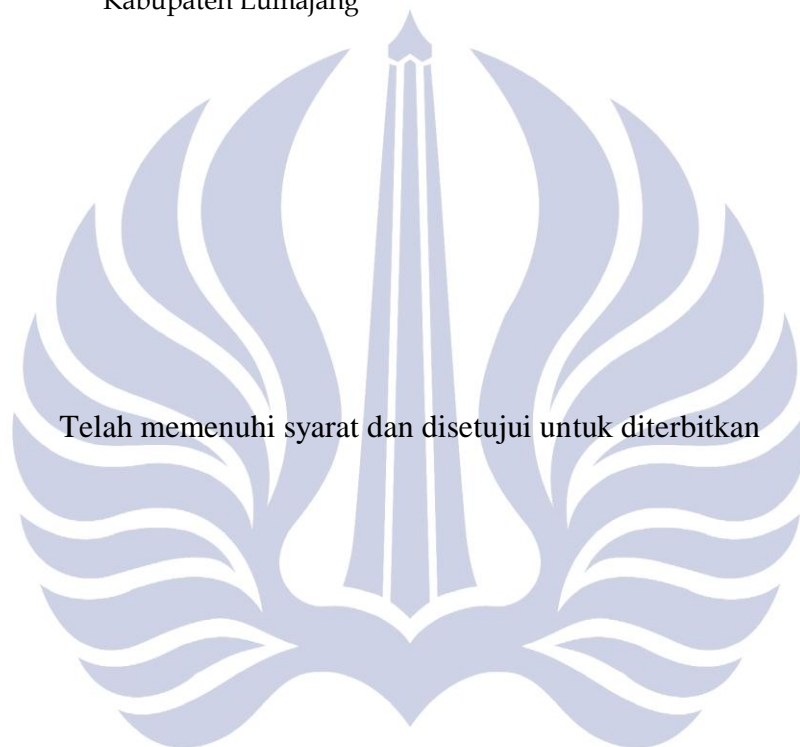 Kabupaten Lumajang
Telah memenuhi syarat dan disetujui untuk diterbitkan